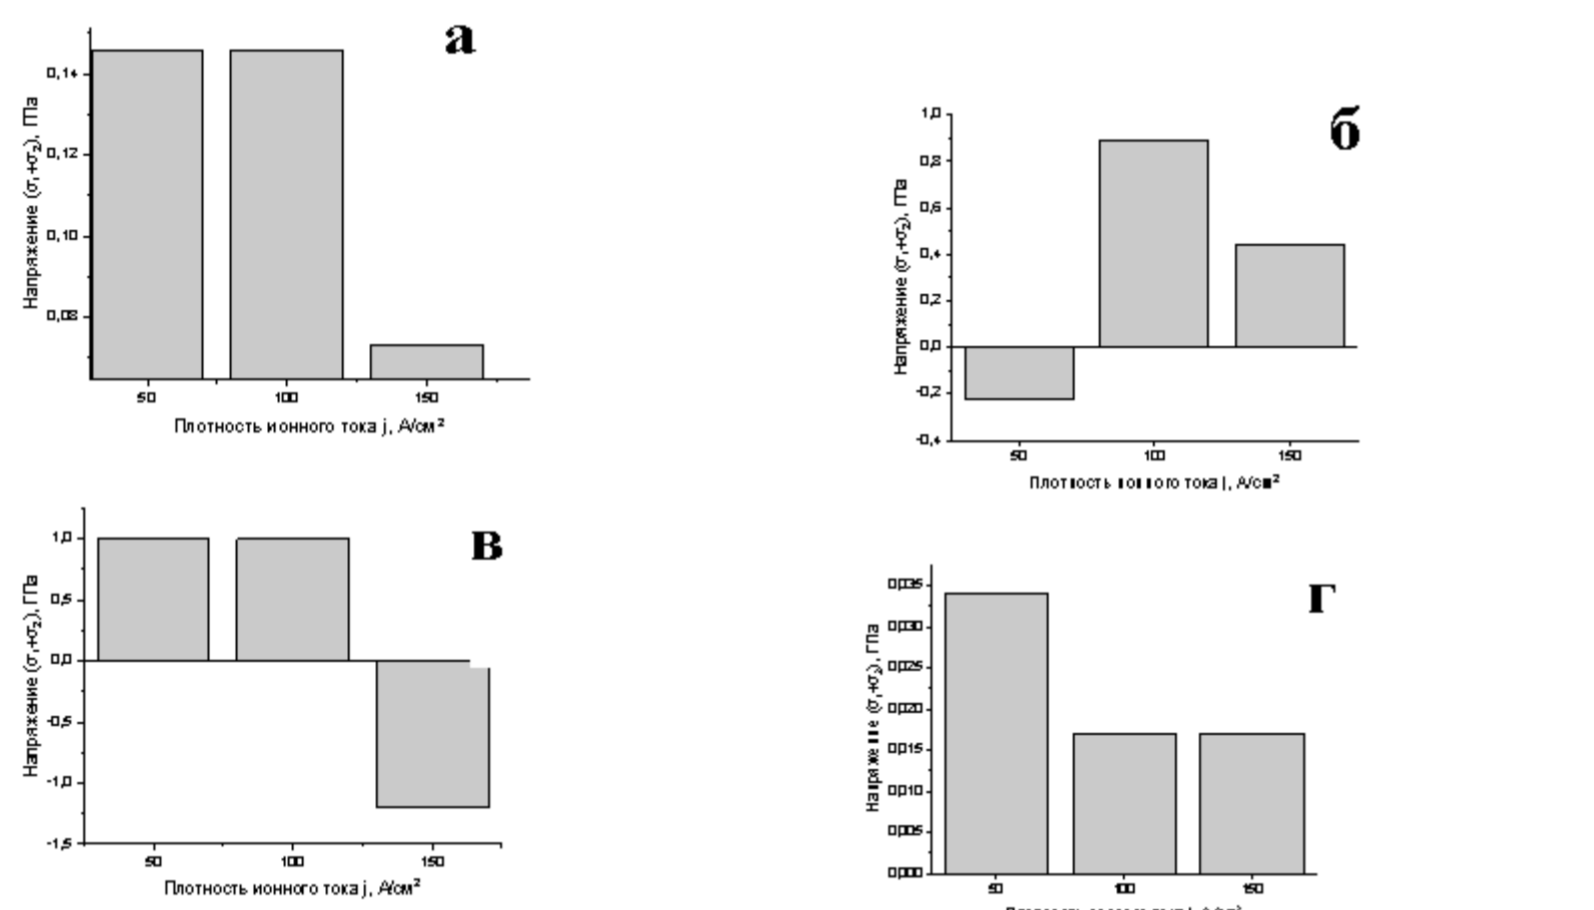 а
0,14
0,12
0,10
0,08
Напряжение (σ₁+σ₂), ГПа
50 100 150
Плотность ионного тока j, А/см²
б
1,0
0,8
0,6
0,4
0,2
0,0
-0,2
-0,4
Напряжение (σ₁+σ₂), ГПа
50 100 150
Плотность ионного тока j, А/см²
в
1,0
0,5
0,0
-0,5
-1,0
-1,5
Напряжение (σ₁+σ₂), ГПа
50 100 150
Плотность ионного тока j, А/см²
г
0,035
0,030
0,025
0,020
0,015
0,010
0,005
0,000
Напряжение (σ₁+σ₂), ГПа
50 100 150